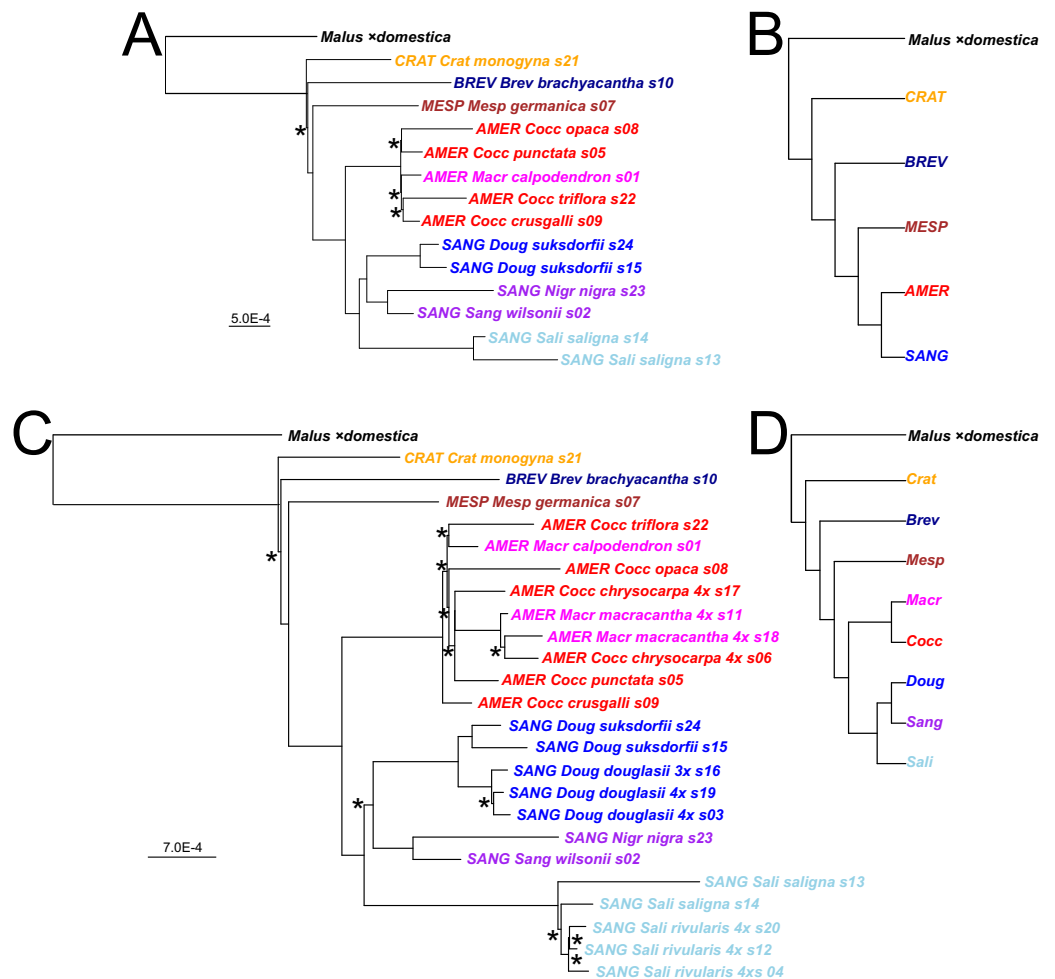 A
Malus ×domestica
CRAT Crat monogyna s21
BREV Brev brachyacantha s10
MESP Mesp germanica s07
*
AMER Cocc opaca s08
*
AMER Cocc punctata s05
AMER Macr calpodendron s01
*
AMER Cocc triflora s22
*
AMER Cocc crusgalli s09
SANG Doug suksdorfii s24
SANG Doug suksdorfii s15
SANG Nigr nigra s23
SANG Sang wilsonii s02
5.0E-4
SANG Sali saligna s14
SANG Sali saligna s13
B
Malus ×domestica
CRAT
BREV
MESP
AMER
SANG
C
Malus ×domestica
CRAT Crat monogyna s21
BREV Brev brachyacantha s10
MESP Mesp germanica s07
*
AMER Cocc triflora s22
*
AMER Macr calpodendron s01
*
AMER Cocc opaca s08
AMER Cocc chrysocarpa 4x s17
*
AMER Macr macracantha 4x s11
AMER Macr macracantha 4x s18
*
*
AMER Cocc chrysocarpa 4x s06
AMER Cocc punctata s05
AMER Cocc crusgalli s09
SANG Doug suksdorfii s24
SANG Doug suksdorfii s15
SANG Doug douglasii 3x s16
SANG Doug douglasii 4x s19
*
*
SANG Doug douglasii 4x s03
SANG Nigr nigra s23
7.0E-4
SANG Sang wilsonii s02
SANG Sali saligna s13
SANG Sali saligna s14
SANG Sali rivularis 4x s20
*
*
SANG Sali rivularis 4x s12
*
SANG Sali rivularis 4xs 04
D
Malus ×domestica
Crat
Brev
Mesp
Macr
Cocc
Doug
Sang
Sali